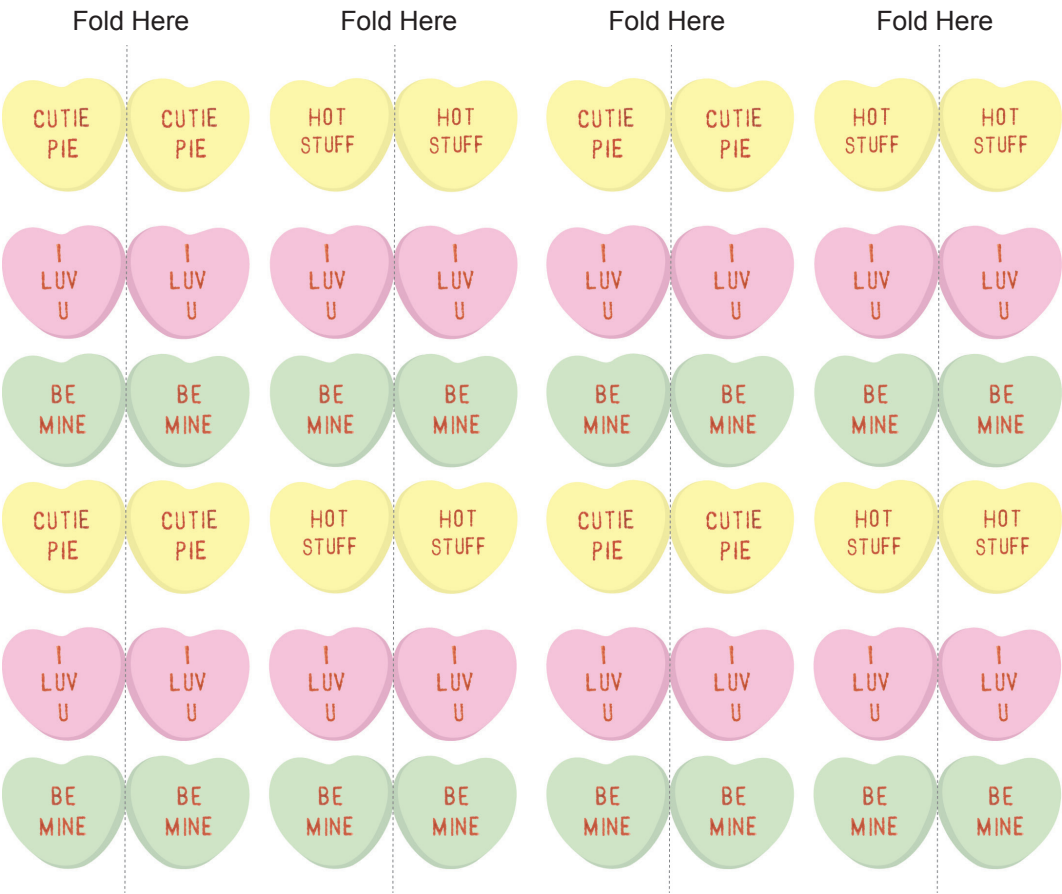 Fold Here Fold Here Fold Here Fold Here
CUTIE CUTIE HOT HOT CUTIE CUTIE HOT HOT
PIE PIE STUFF STUFF PIE PIE STUFF STUFF
I I I I I I I I
LUV LUV LUV LUV LUV LUV LUV LUV
U U U U U U U U
BE BE BE BE BE BE BE BE
MINE MINE MINE MINE MINE MINE MINE MINE
CUTIE CUTIE HOT HOT CUTIE CUTIE HOT HOT
PIE PIE STUFF STUFF PIE PIE STUFF STUFF
I I I I I I I I
LUV LUV LUV LUV LUV LUV LUV LUV
U U U U U U U U
BE BE BE BE BE BE BE BE
MINE MINE MINE MINE MINE MINE MINE MINE